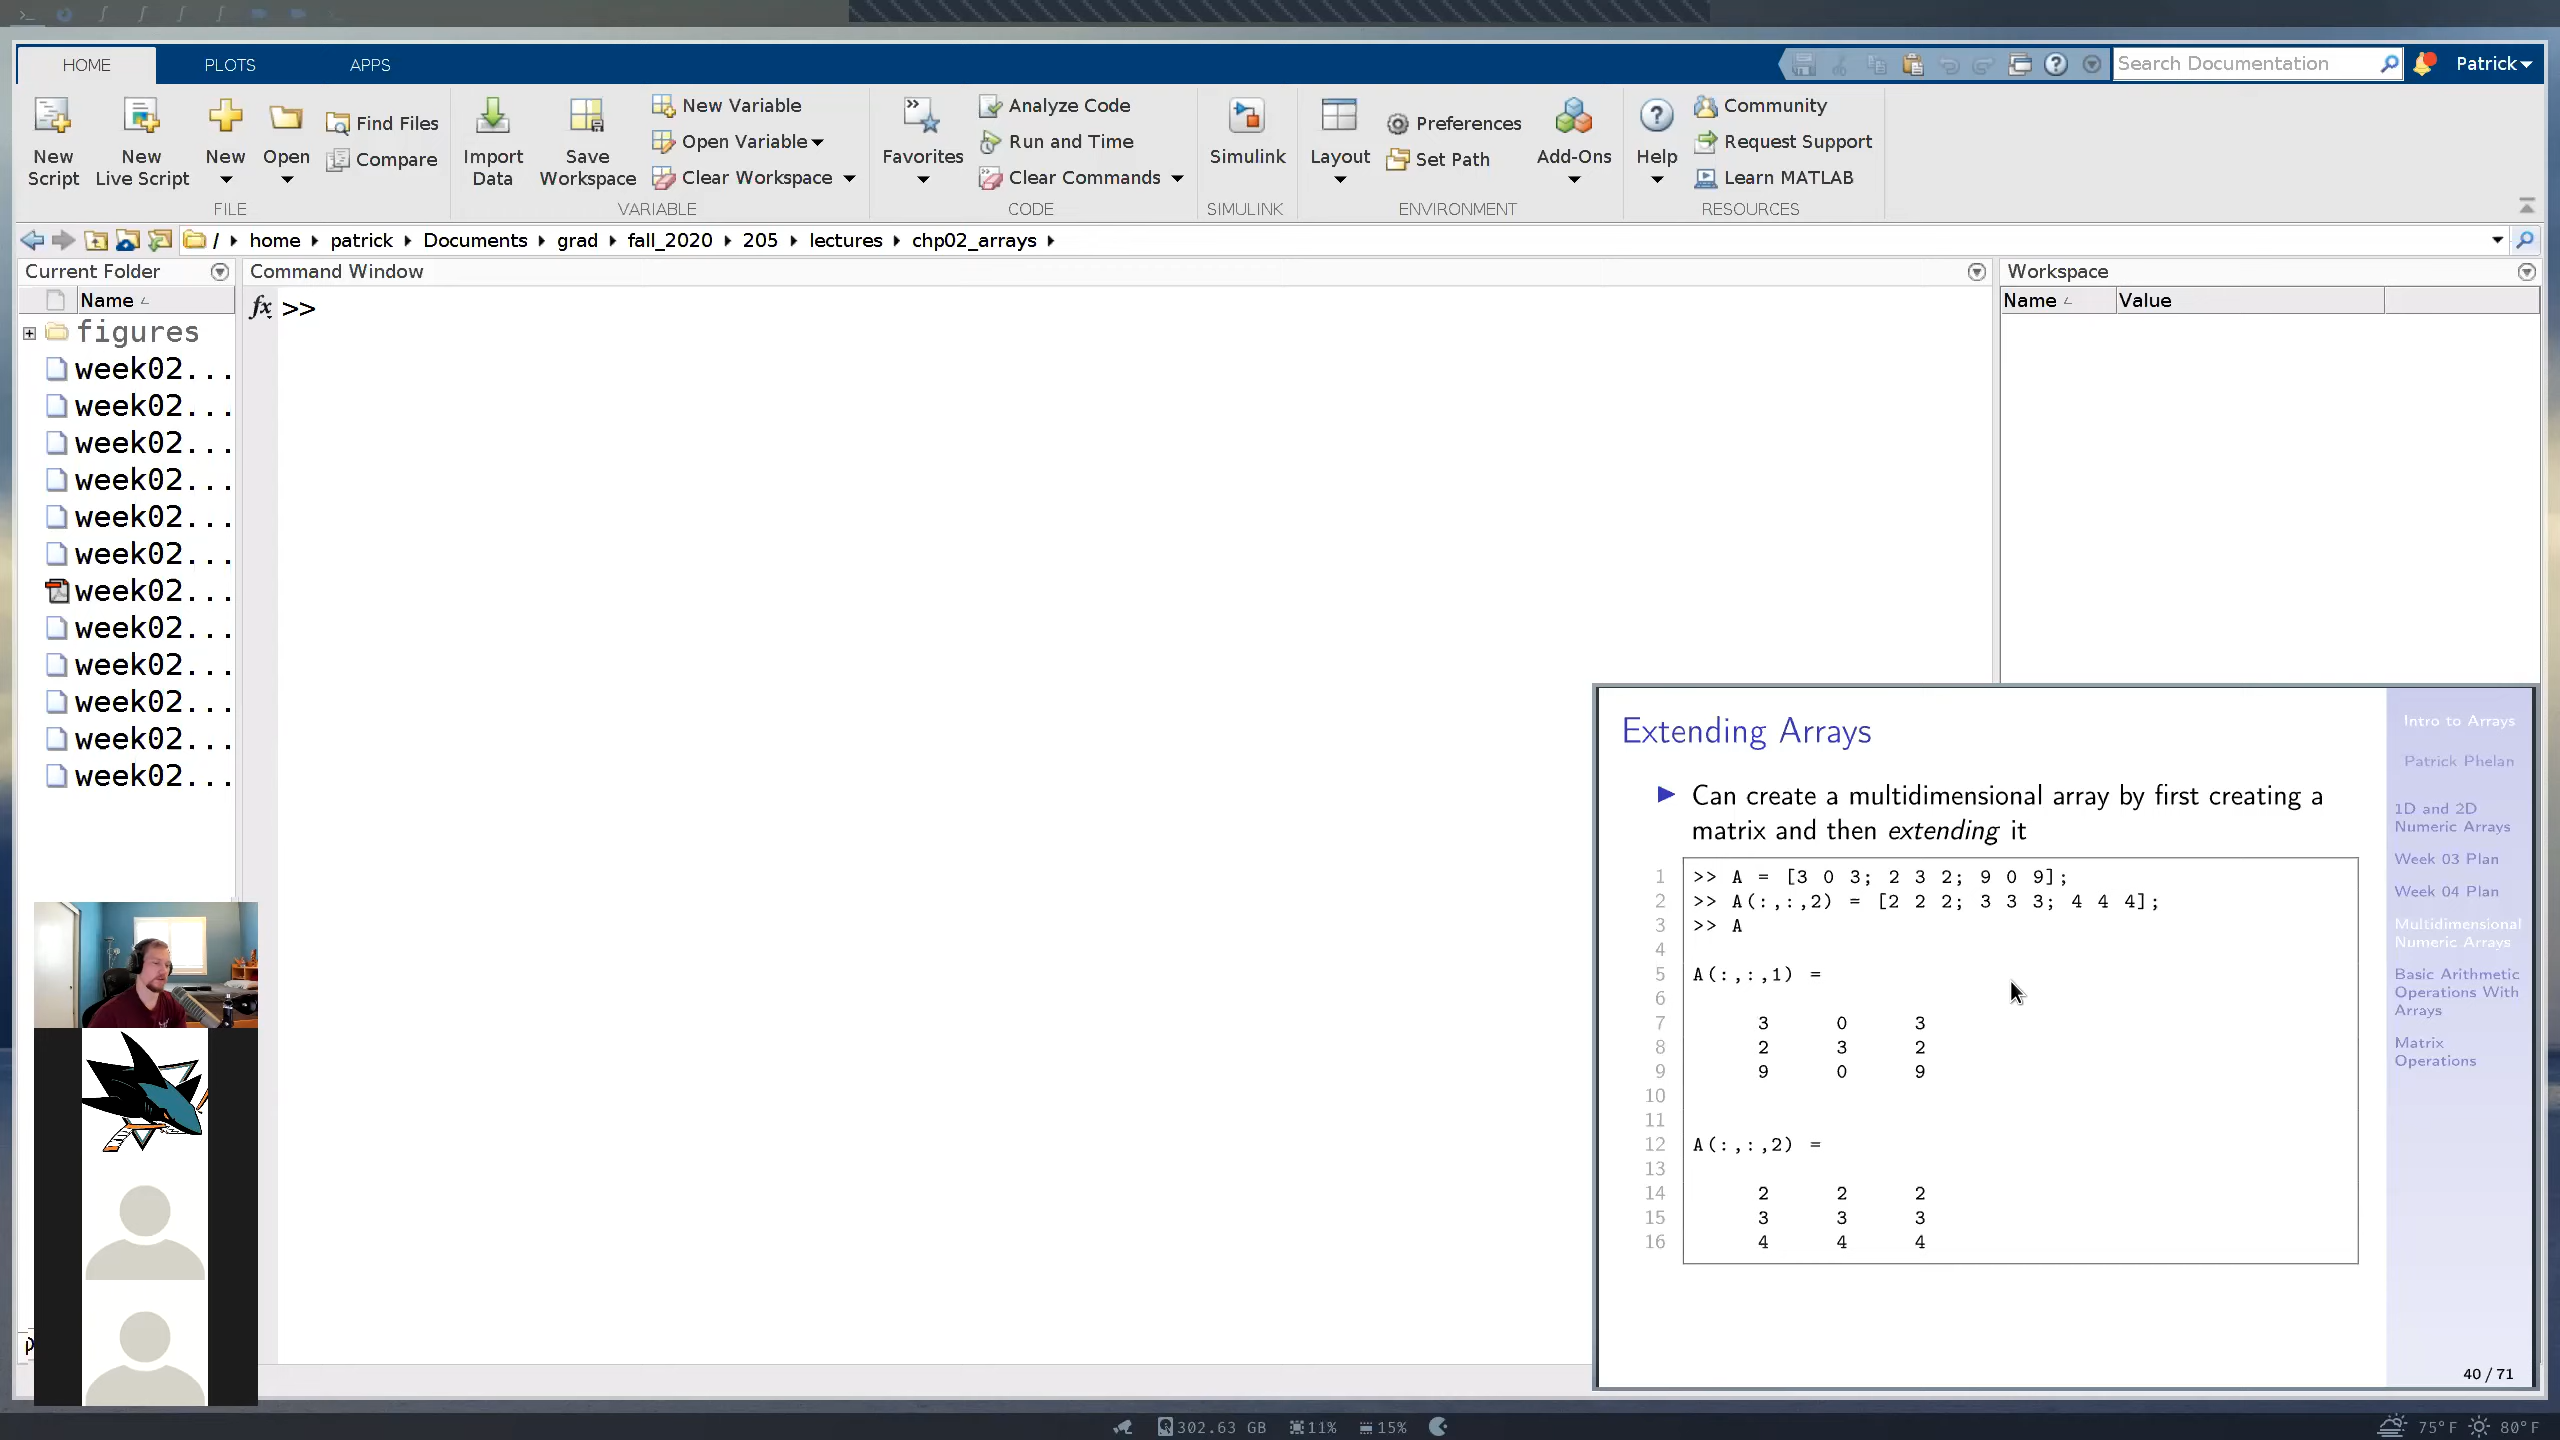 HOME
PLOTS
APPS
Search Documentation
Patrick
New Script
New Live Script
New
Open
Find Files
Compare
FILE
Import Data
Save Workspace
New Variable
Open Variable
Clear Workspace
VARIABLE
Favorites
Analyze Code
Run and Time
Clear Commands
CODE
Simulink
SIMULINK
Layout
Preferences
Set Path
Add-Ons
ENVIRONMENT
Help
Community
Request Support
Learn MATLAB
RESOURCES
/ home patrick Documents grad fall_2020 205 lectures chp02_arrays
Current Folder
Name
figures
week02...
week02...
week02...
week02...
week02...
week02...
week02...
week02...
week02...
week02...
week02...
week02...
Command Window
fx >>
Workspace
Name Value
Extending Arrays
Can create a multidimensional array by first creating a
matrix and then extending it
1 >> A = [3 0 3; 2 3 2; 9 0 9];
2 >> A(:,:,2) = [2 2 2; 3 3 3; 4 4 4];
3 >> A
4
5 A(:,:,1) =
6
7 3 0 3
8 2 3 2
9 9 0 9
10
11
12 A(:,:,2) =
13
14 2 2 2
15 3 3 3
16 4 4 4
Intro to Arrays
Patrick Phelan
1D and 2D
Numeric Arrays
Week 03 Plan
Week 04 Plan
Multidimensional
Numeric Arrays
Basic Arithmetic
Operations With
Arrays
Matrix
Operations
40 / 71
302.63 GB 11% 15%
75°F 80°F